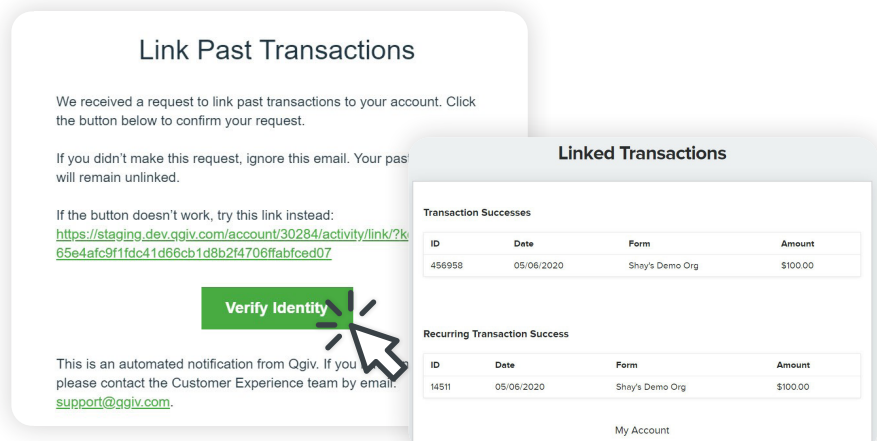 Link Past Transactions
We received a request to link past transactions to your account. Click
the button below to confirm your request.
If you didn't make this request, ignore this email. Your
will remain unlinked.
If the button doesn't work, try this link instead:
https://staging.dev.qgiv.com/account/30284/activity/link/?k
65e4afc9f1fdc41d66cb1d8b2f4706ffabfced07
Verify Identity
This is an automated notification from Qgiv. If you
please contact the Customer Experience team by email:
support@qgiv.com.
Linked Transactions
Transaction Successes
ID Date Form Amount
456958 05/06/2020 Shay's Demo Org $100.00
Recurring Transaction Success
ID Date Form Amount
14511 05/06/2020 Shay's Demo Org $100.00
My Account